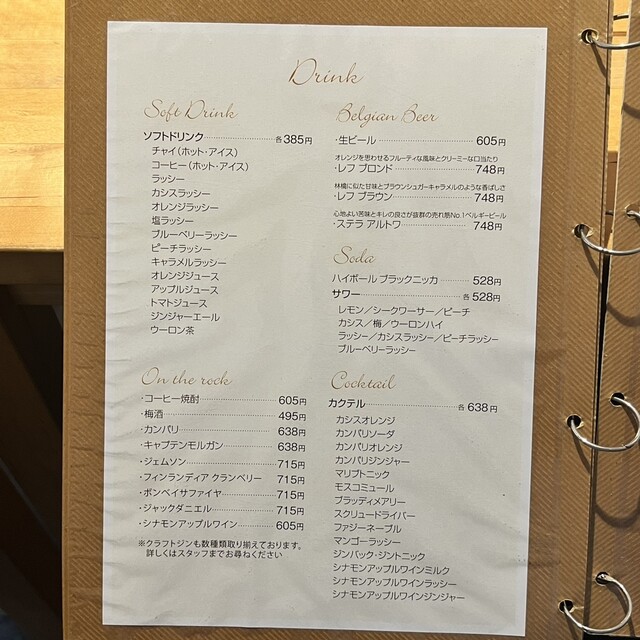 Drink
Soft Drink
ソフトドリンク 各385円
チャイ（ホット・アイス）
コーヒー（ホット・アイス）
ラッシー
カシスラッシー
オレンジラッシー
塩ラッシー
ブルーベリーラッシー
ピーチラッシー
キャラメルラッシー
オレンジジュース
アップルジュース
トマトジュース
ジンジャーエール
ウーロン茶
On the rock
・コーヒー焼酎 605円
・梅酒 495円
・カンパリ 638円
・キャプテンモルガン 638円
・ジェムソン 715円
・フィンランディア クランベリー 715円
・ボンベイサファイヤ 715円
・ジャックダニエル 715円
・シナモンアップルワイン 605円
※クラフトジンも数種類取り揃えております。
詳しくはスタッフまでお尋ねください
Belgian Beer
・生ビール 605円
オレンジを思わせるフルーティな風味とクリーミーな口当たり
・レフ ブロンド 748円
林檎に似た甘味とブラウンシュガーキャラメルのような香ばしさ
・レフ ブラウン 748円
心地よい苦味とキレの良さが抜群の売れ筋No.1ベルギービール
・ステラ アルトワ 748円
Soda
ハイボール ブラックニッカ 528円
サワー 各528円
レモン／シークワーサー／ピーチ
カシス／梅／ウーロンハイ
ラッシー／カシスラッシー／ピーチラッシー
ブルーベリーラッシー
Cocktail
カクテル 各638円
カシスオレンジ
カンパリソーダ
カンパリオレンジ
カンパリジンジャー
マリブトニック
モスコミュール
ブラッディメアリー
スクリュードライバー
ファジーネーブル
マンゴーラッシー
ジンバック・ジントニック
シナモンアップルワインミルク
シナモンアップルワインラッシー
シナモンアップルワインジンジャー